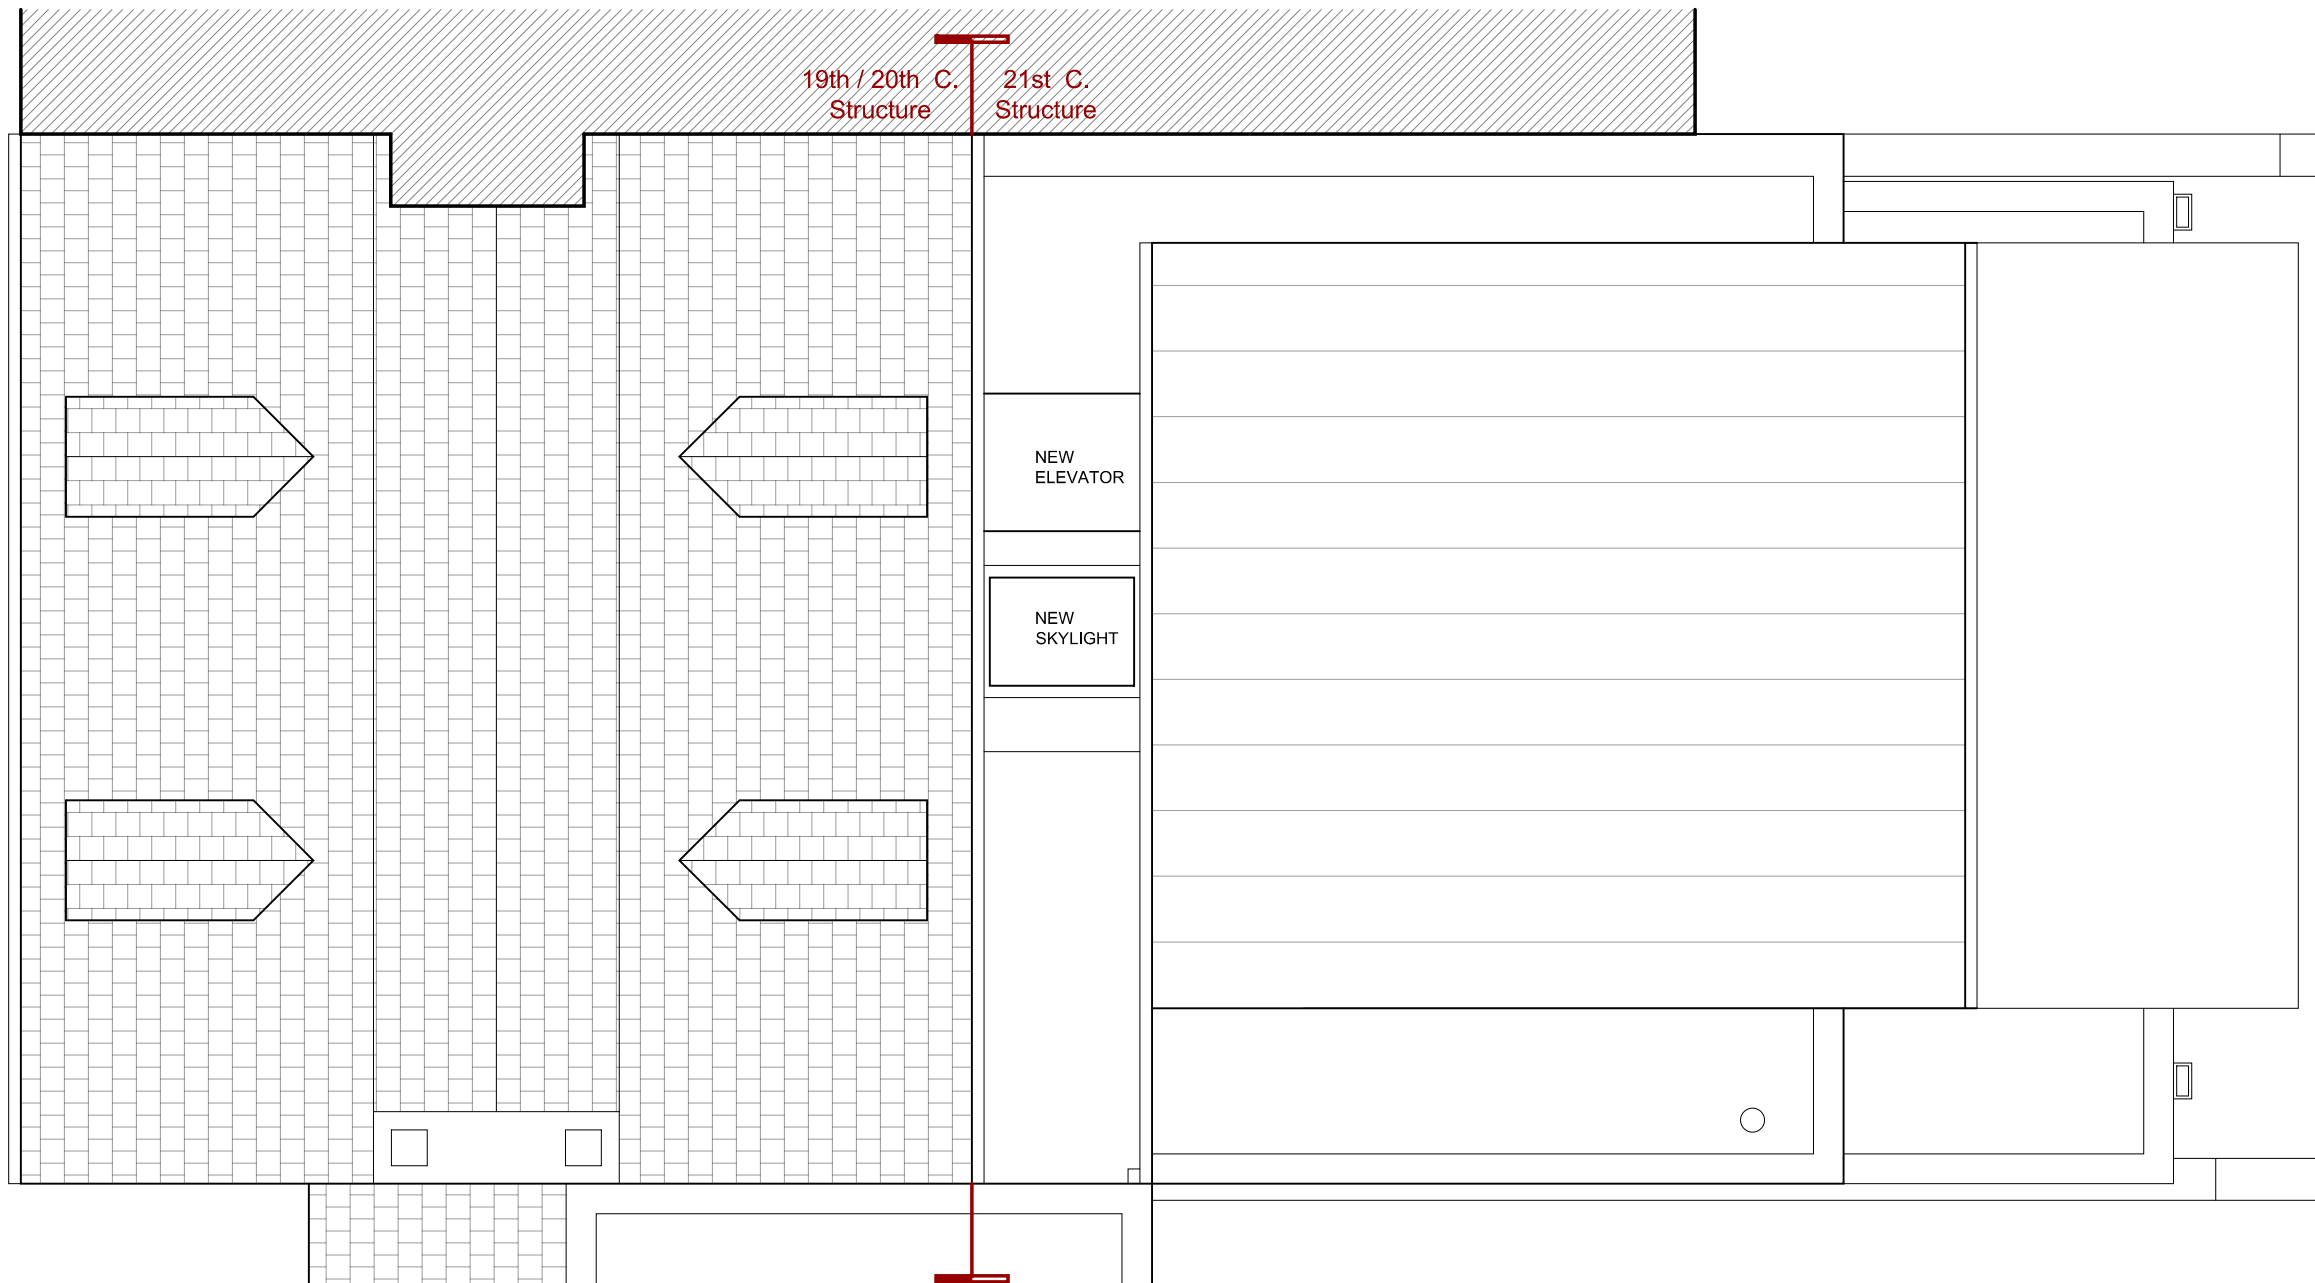 19th / 20th C.
Structure
21st C.
Structure
NEW
ELEVATOR
NEW
SKYLIGHT